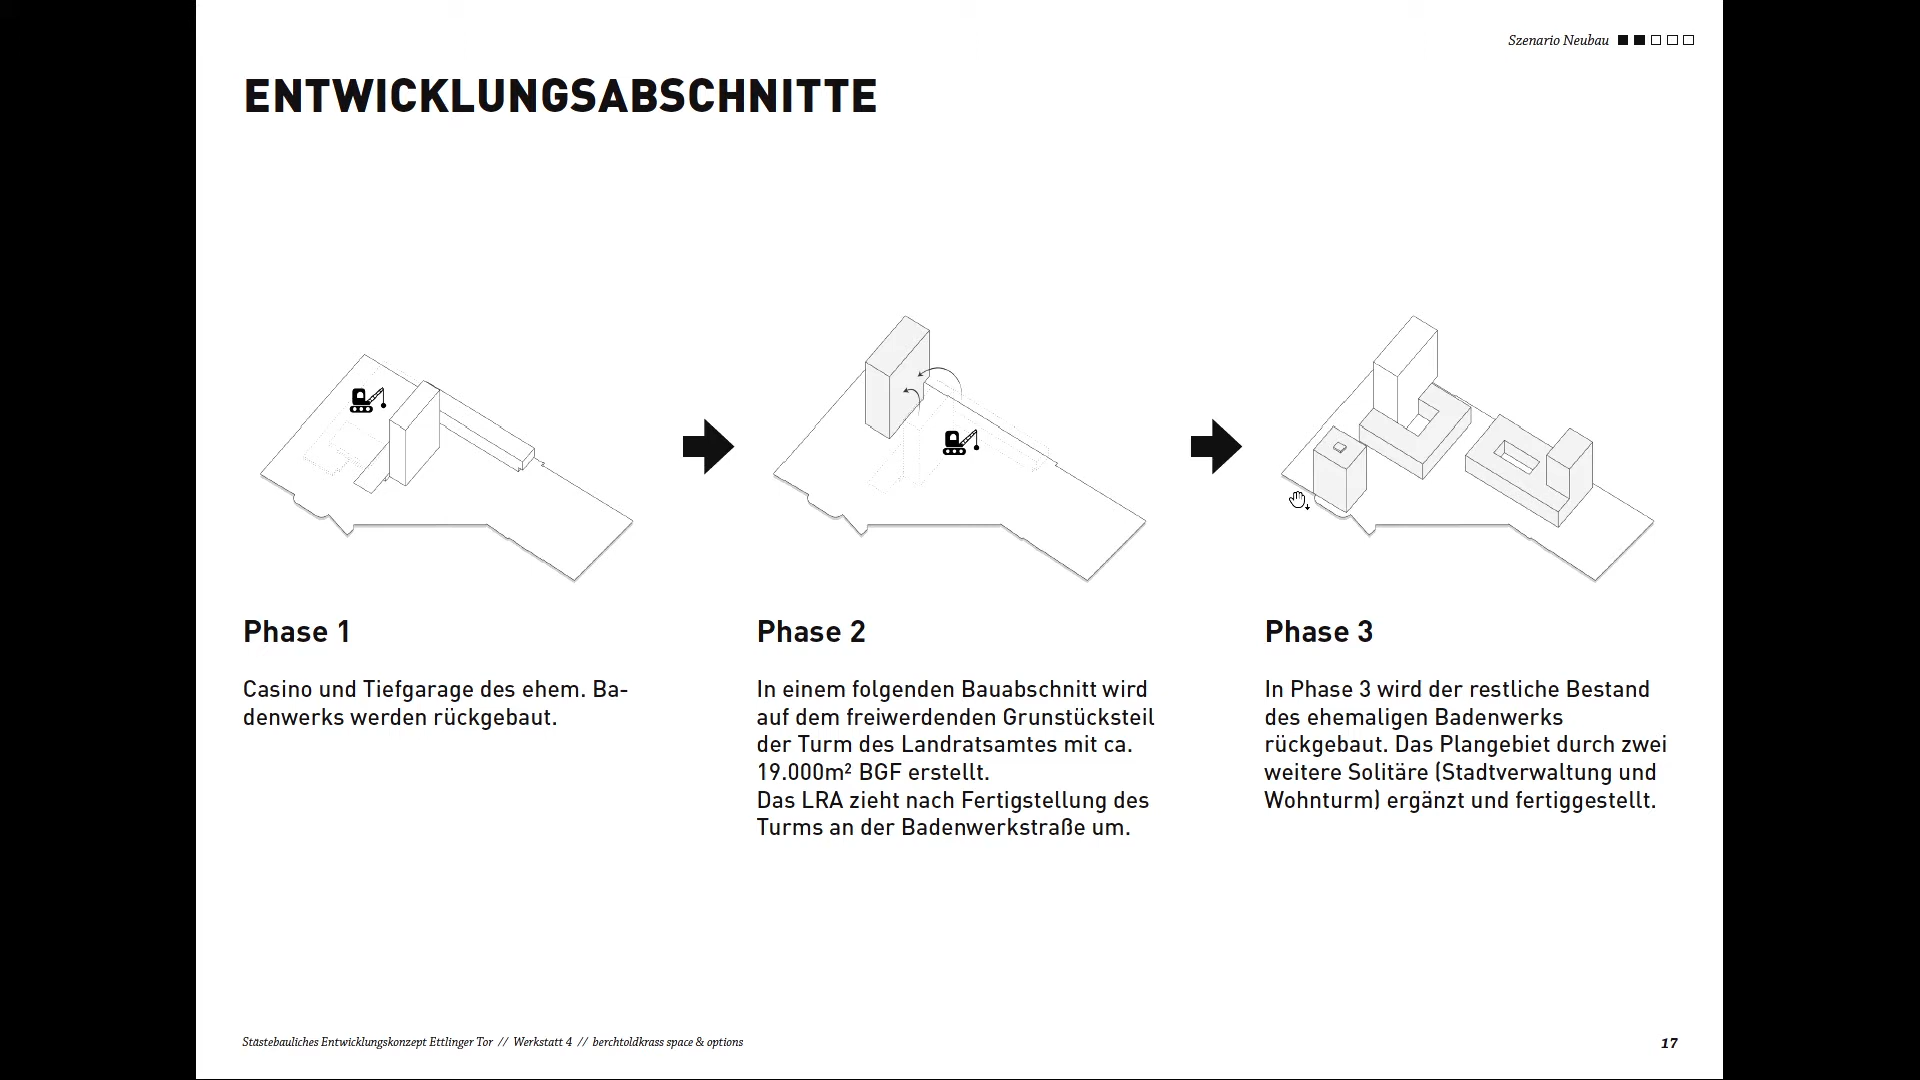 Szenario Neubau
ENTWICKLUNGSABSCHNITTE
Phase 1
Casino und Tiefgarage des ehem. Ba-
denwerks werden rückgebaut.
Phase 2
In einem folgenden Bauabschnitt wird
auf dem freiwerdenden Grunstücksteil
der Turm des Landratsamtes mit ca.
19.000m² BGF erstellt.
Das LRA zieht nach Fertigstellung des
Turms an der Badenwerkstraße um.
Phase 3
In Phase 3 wird der restliche Bestand
des ehemaligen Badenwerks
rückgebaut. Das Plangebiet durch zwei
weitere Solitäre (Stadtverwaltung und
Wohnturm) ergänzt und fertiggestellt.
Stästebauliches Entwicklungskonzept Ettlinger Tor // Werkstatt 4 // berchtoldkrass space & options
17